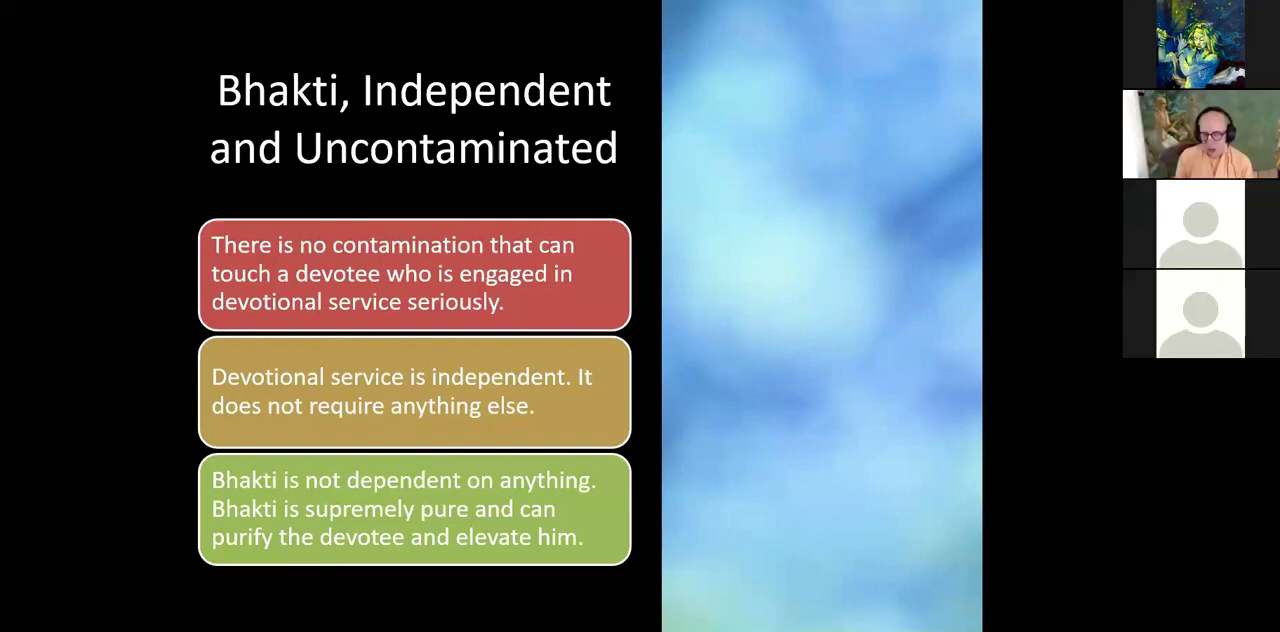 Bhakti, Independent
and Uncontaminated
There is no contamination that can
touch a devotee who is engaged in
devotional service seriously.
Devotional service is independent. It
does not require anything else.
Bhakti is not dependent on anything.
Bhakti is supremely pure and can
purify the devotee and elevate him.